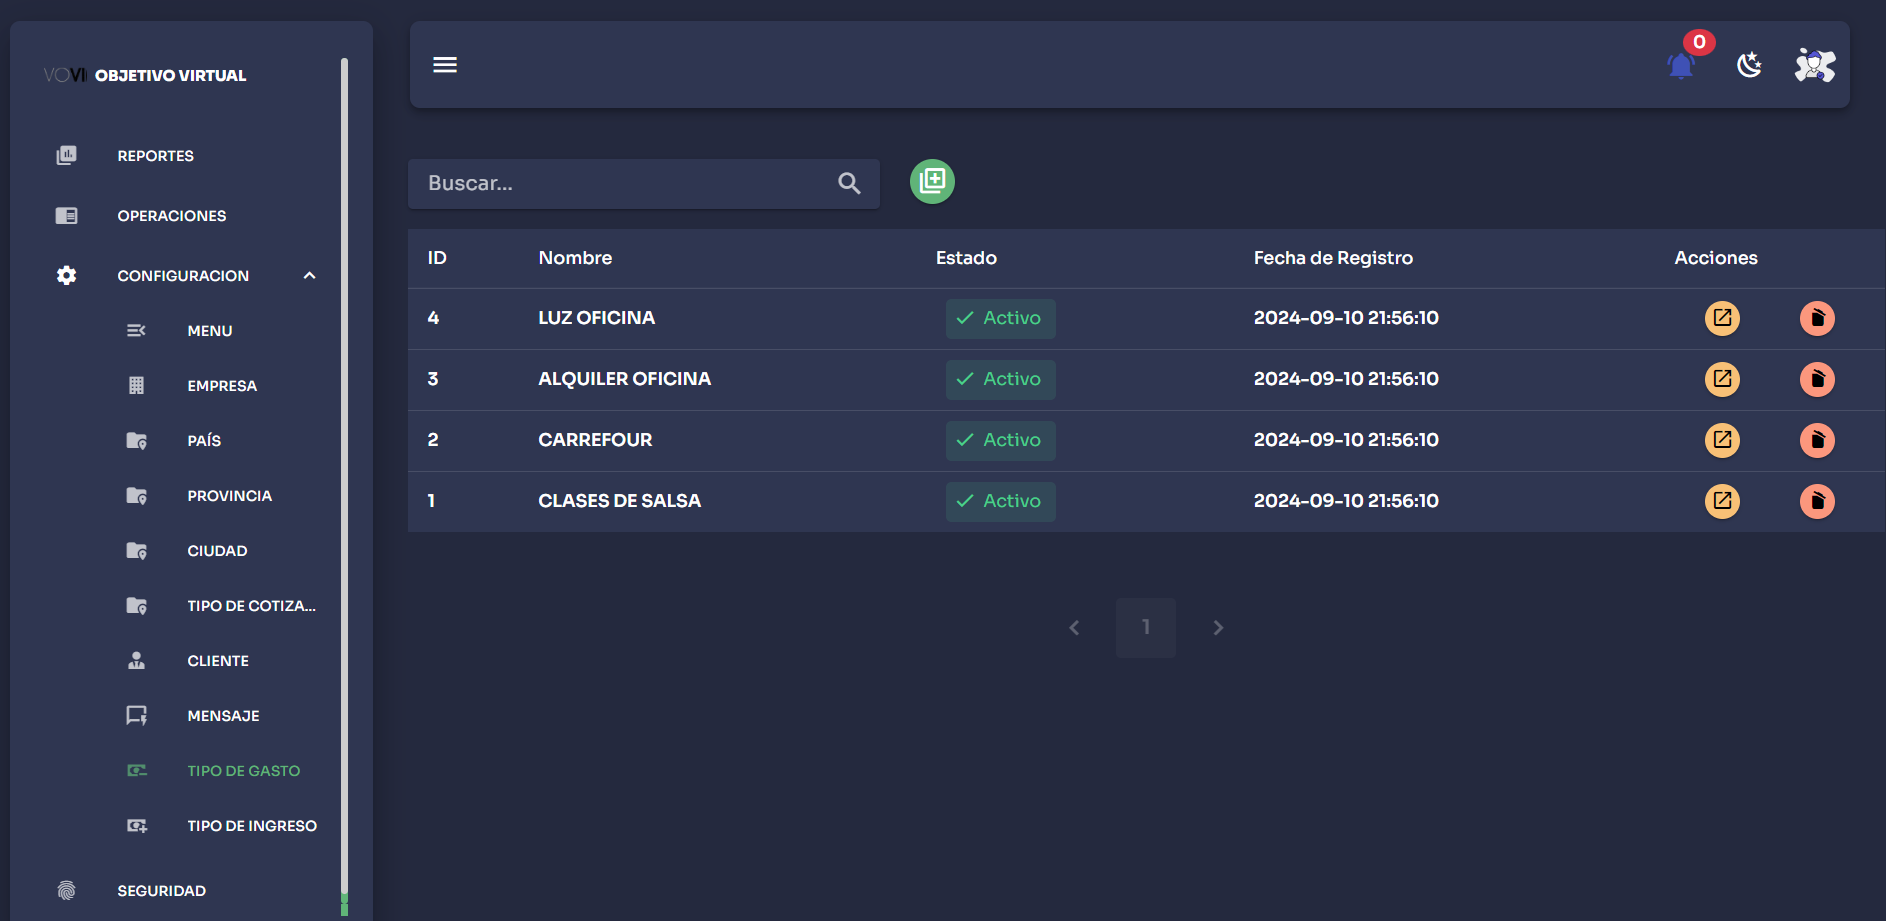 VOVI OBJETIVO VIRTUAL
REPORTES
OPERACIONES
CONFIGURACION
MENU
EMPRESA
PAÍS
PROVINCIA
CIUDAD
TIPO DE COTIZA...
CLIENTE
MENSAJE
TIPO DE GASTO
TIPO DE INGRESO
SEGURIDAD
0
Buscar...
ID Nombre Estado Fecha de Registro Acciones
4 LUZ OFICINA Activo 2024-09-10 21:56:10
3 ALQUILER OFICINA Activo 2024-09-10 21:56:10
2 CARREFOUR Activo 2024-09-10 21:56:10
1 CLASES DE SALSA Activo 2024-09-10 21:56:10
1